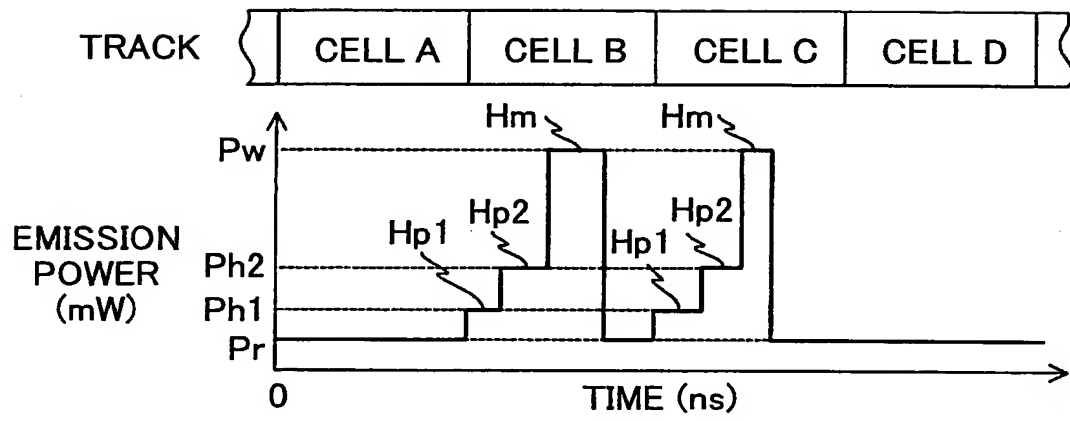 TRACK
CELL A
CELL B
CELL C
CELL D
Hm
Hm
Pw
Hp2
Hp2
Hp1
Hp1
EMISSION
POWER
(mW)
Ph2
Ph1
Pr
0
TIME (ns)